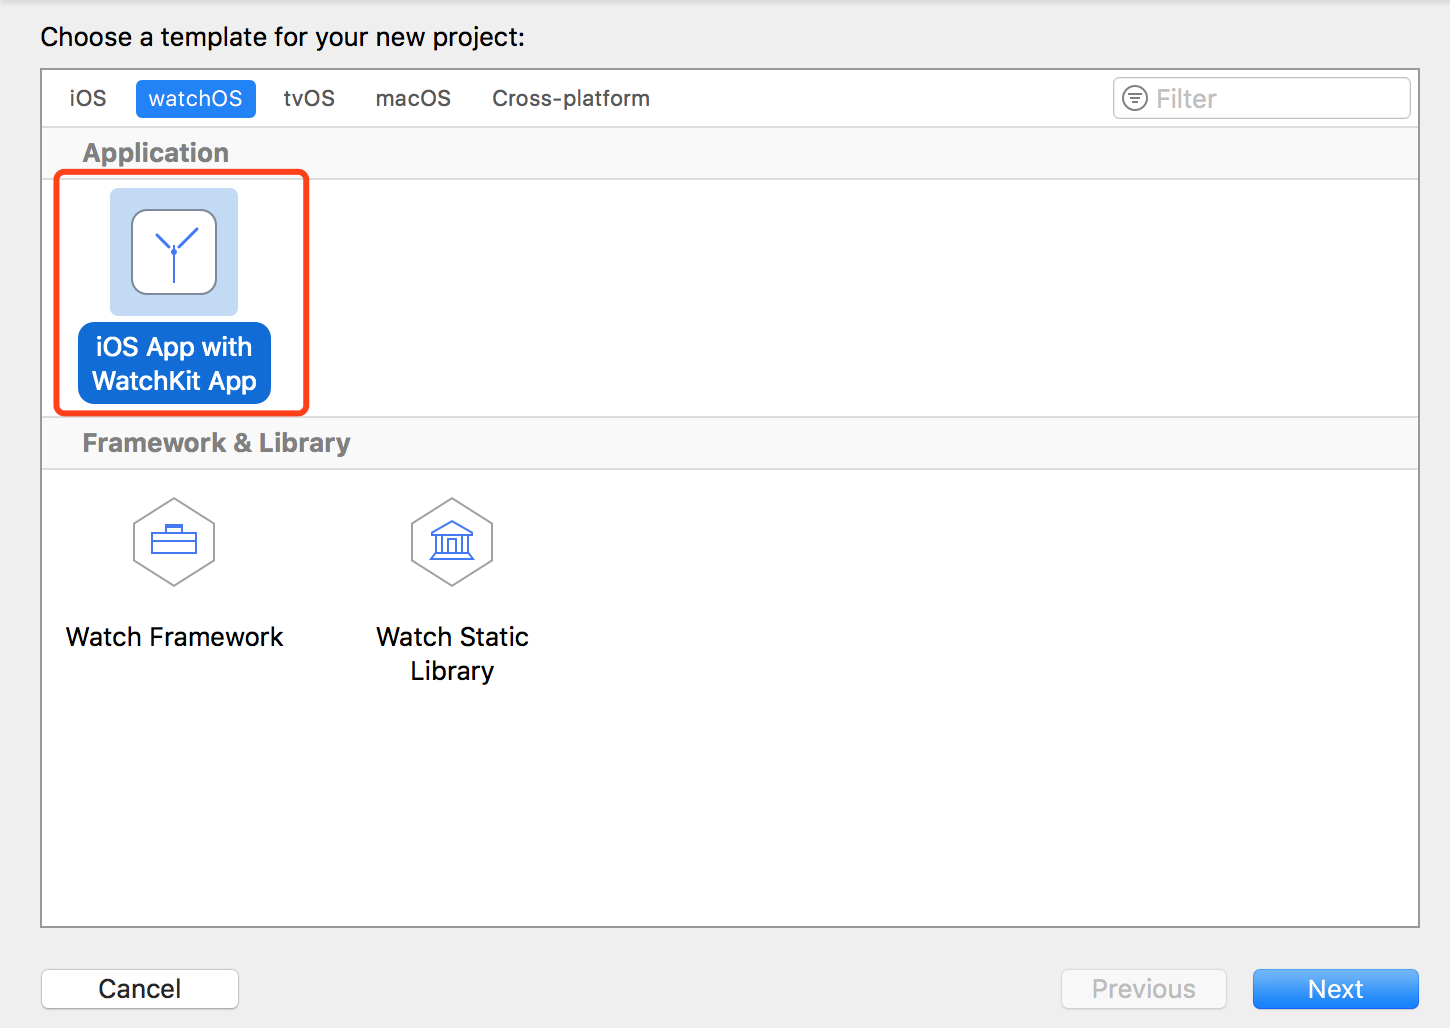 Choose a template for your new project:
iOS watchOS tvOS macOS Cross-platform Filter
Application
iOS App with
WatchKit App
Framework & Library
Watch Framework
Watch Static
Library
Cancel Previous Next